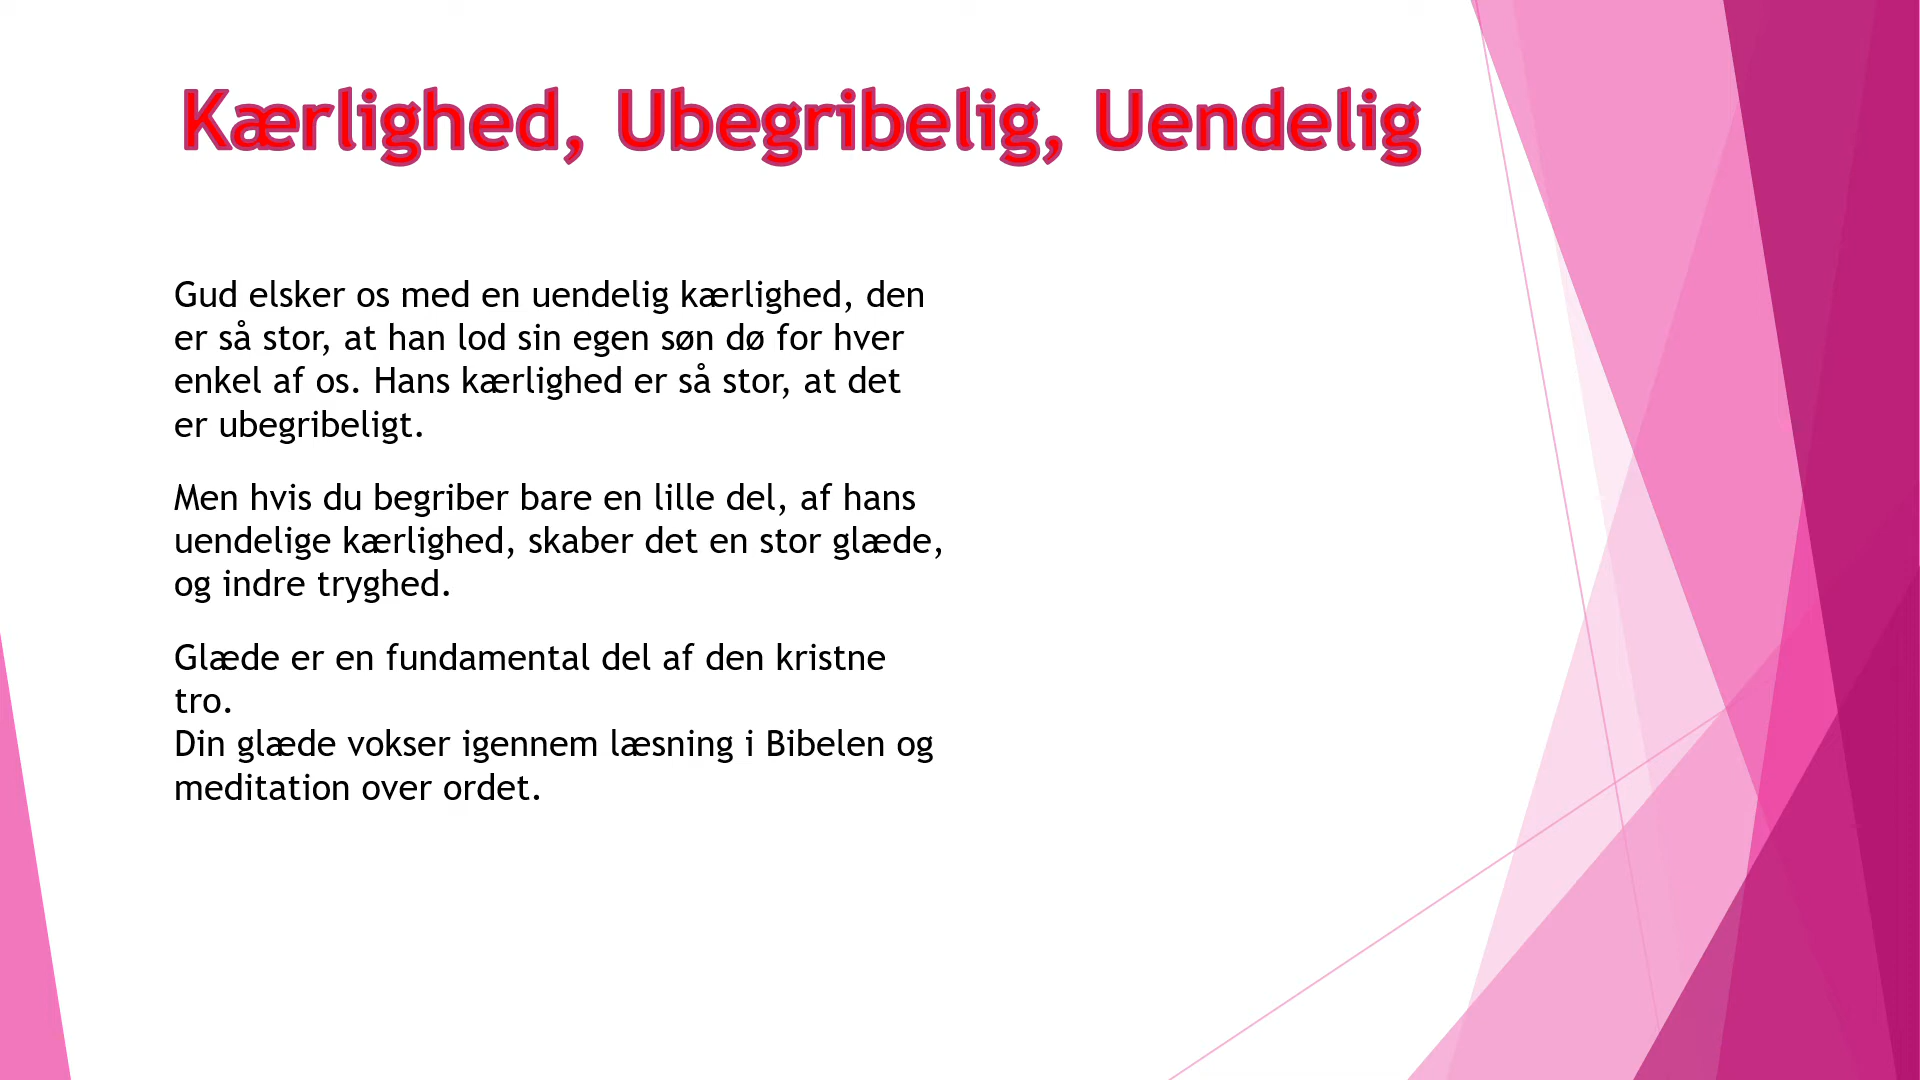 Kærlighed, Ubegribelig, Uendelig
Gud elsker os med en uendelig kærlighed, den
er så stor, at han lod sin egen søn dø for hver
enkel af os. Hans kærlighed er så stor, at det
er ubegribeligt.
Men hvis du begriber bare en lille del, af hans
uendelige kærlighed, skaber det en stor glæde,
og indre tryghed.
Glæde er en fundamental del af den kristne
tro.
Din glæde vokser igennem læsning i Bibelen og
meditation over ordet.